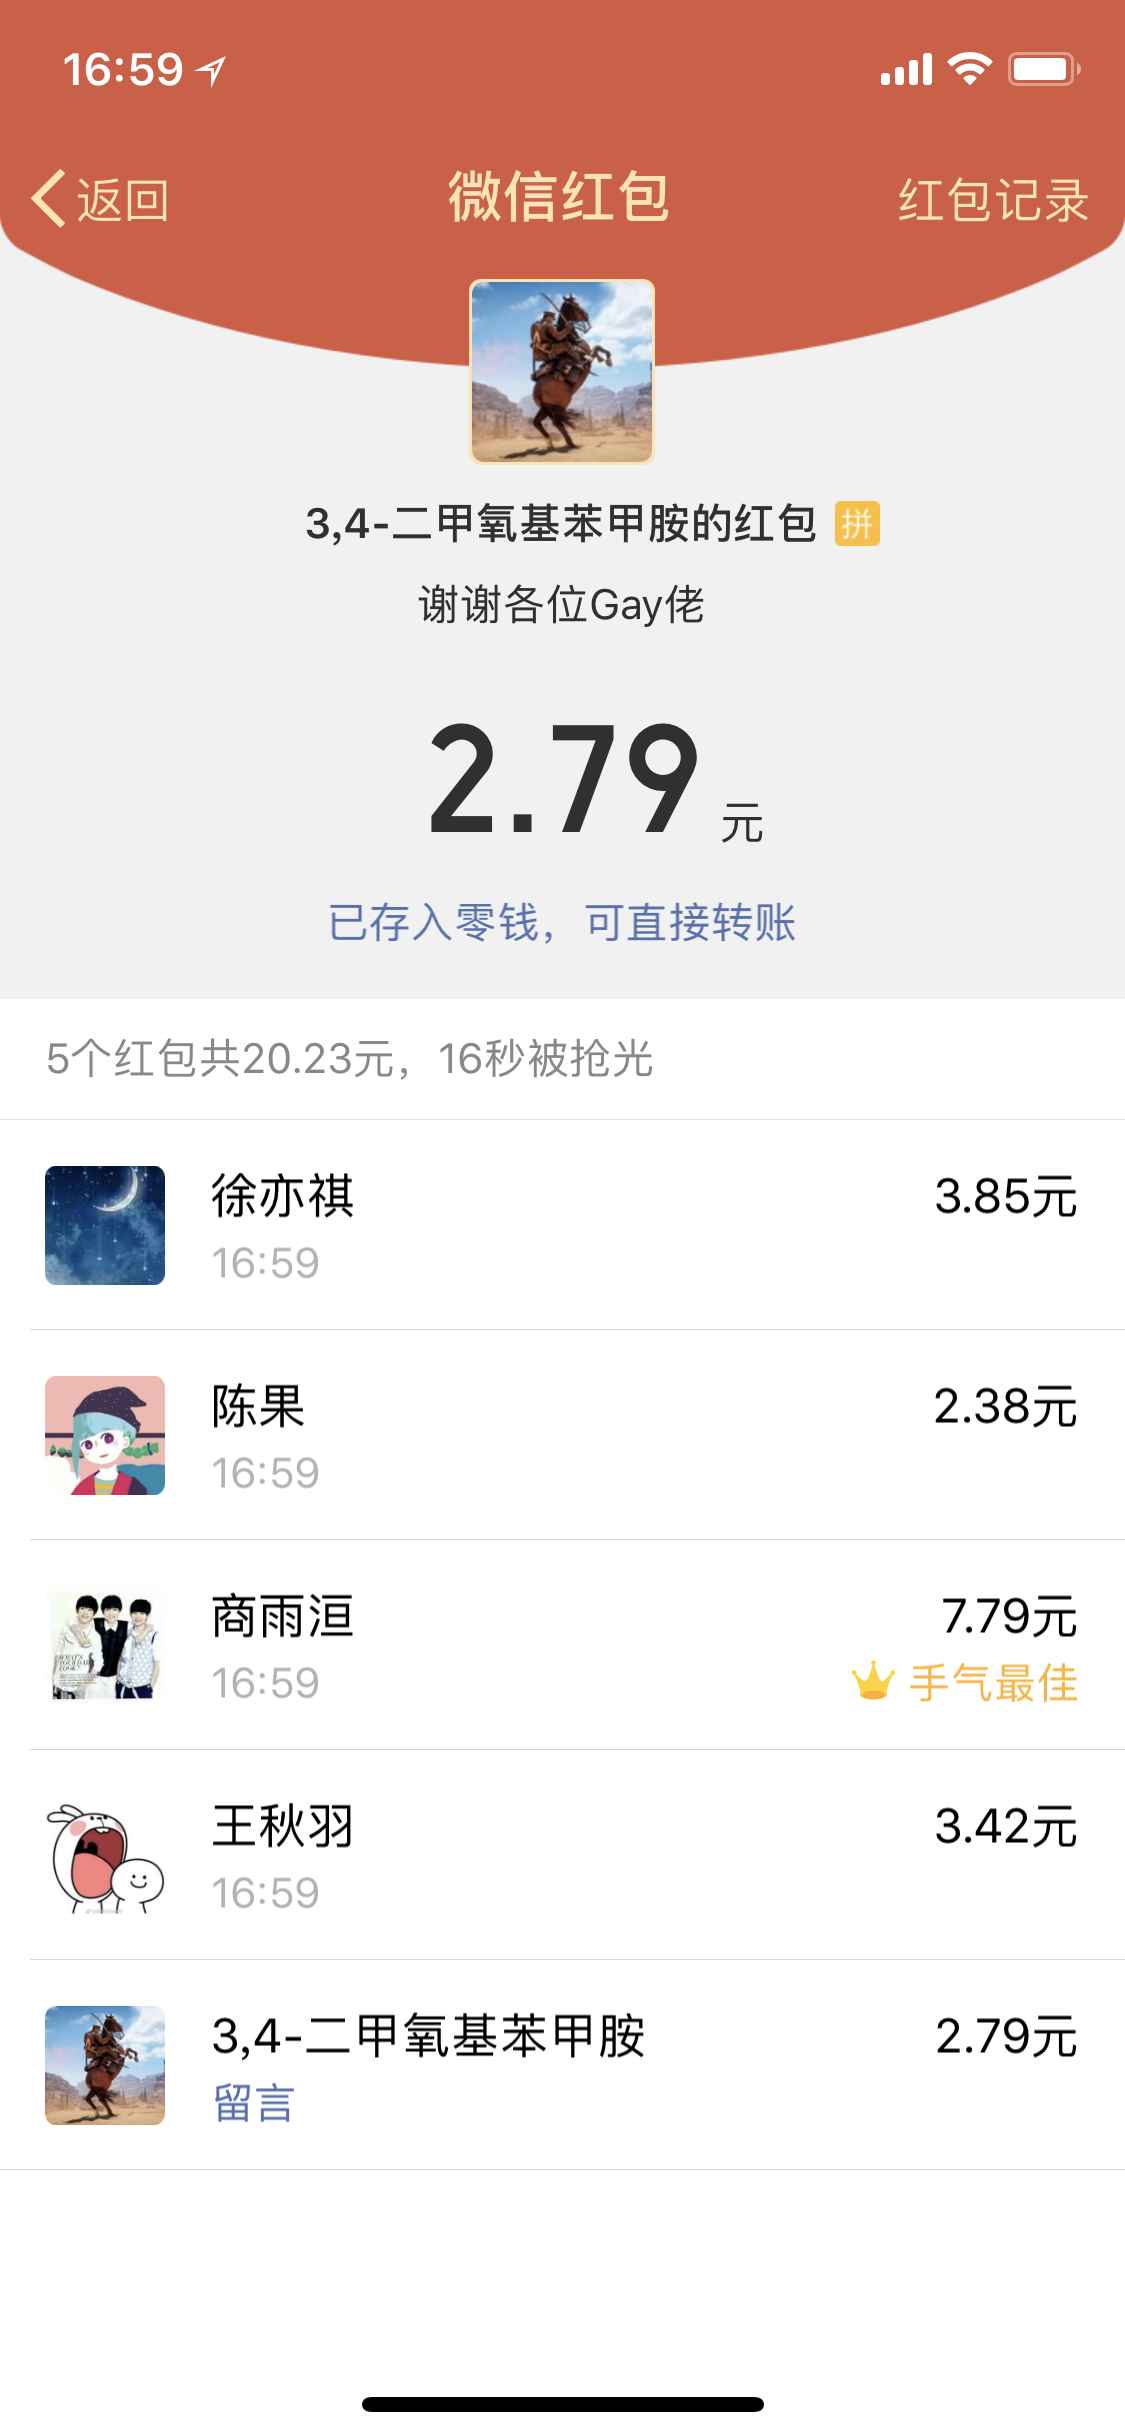 16:59
返回 微信红包 红包记录
3,4-二甲氧基苯甲胺的红包 拼
谢谢各位Gay佬
2.79 元
已存入零钱，可直接转账
5个红包共20.23元，16秒被抢光
徐亦祺 3.85元
16:59
陈果 2.38元
16:59
商雨洹 7.79元
16:59 手气最佳
王秋羽 3.42元
16:59
3,4-二甲氧基苯甲胺 2.79元
留言